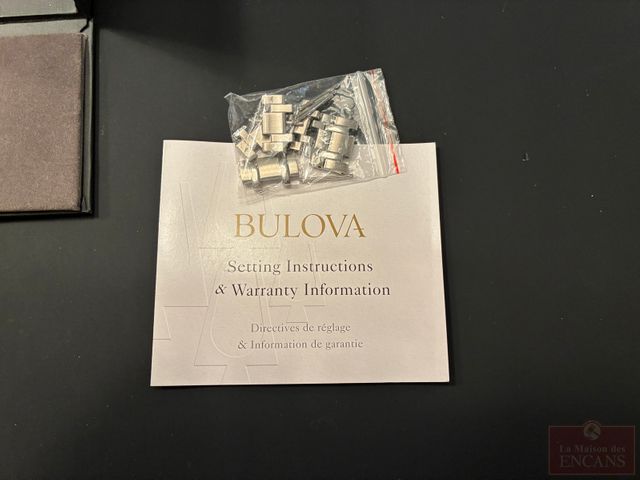 BULOVA
Setting Instructions
& Warranty Information
Directives de réglage
& Information de garantie
La Maison des
ENCANS